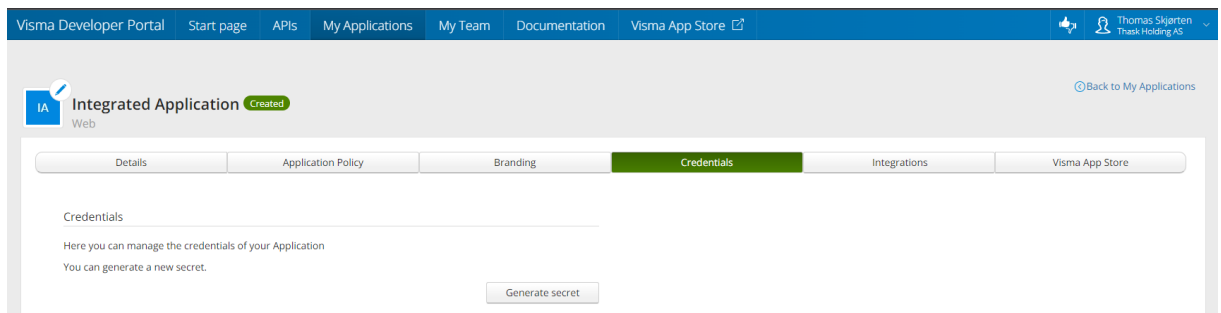 Visma Developer Portal Start page APIs My Applications My Team Documentation Visma App Store Thomas Skjørten
Thask Holding AS
Back to My Applications
IA Integrated Application Created
Web
Details Application Policy Branding Credentials Integrations Visma App Store
Credentials
Here you can manage the credentials of your Application
You can generate a new secret.
Generate secret